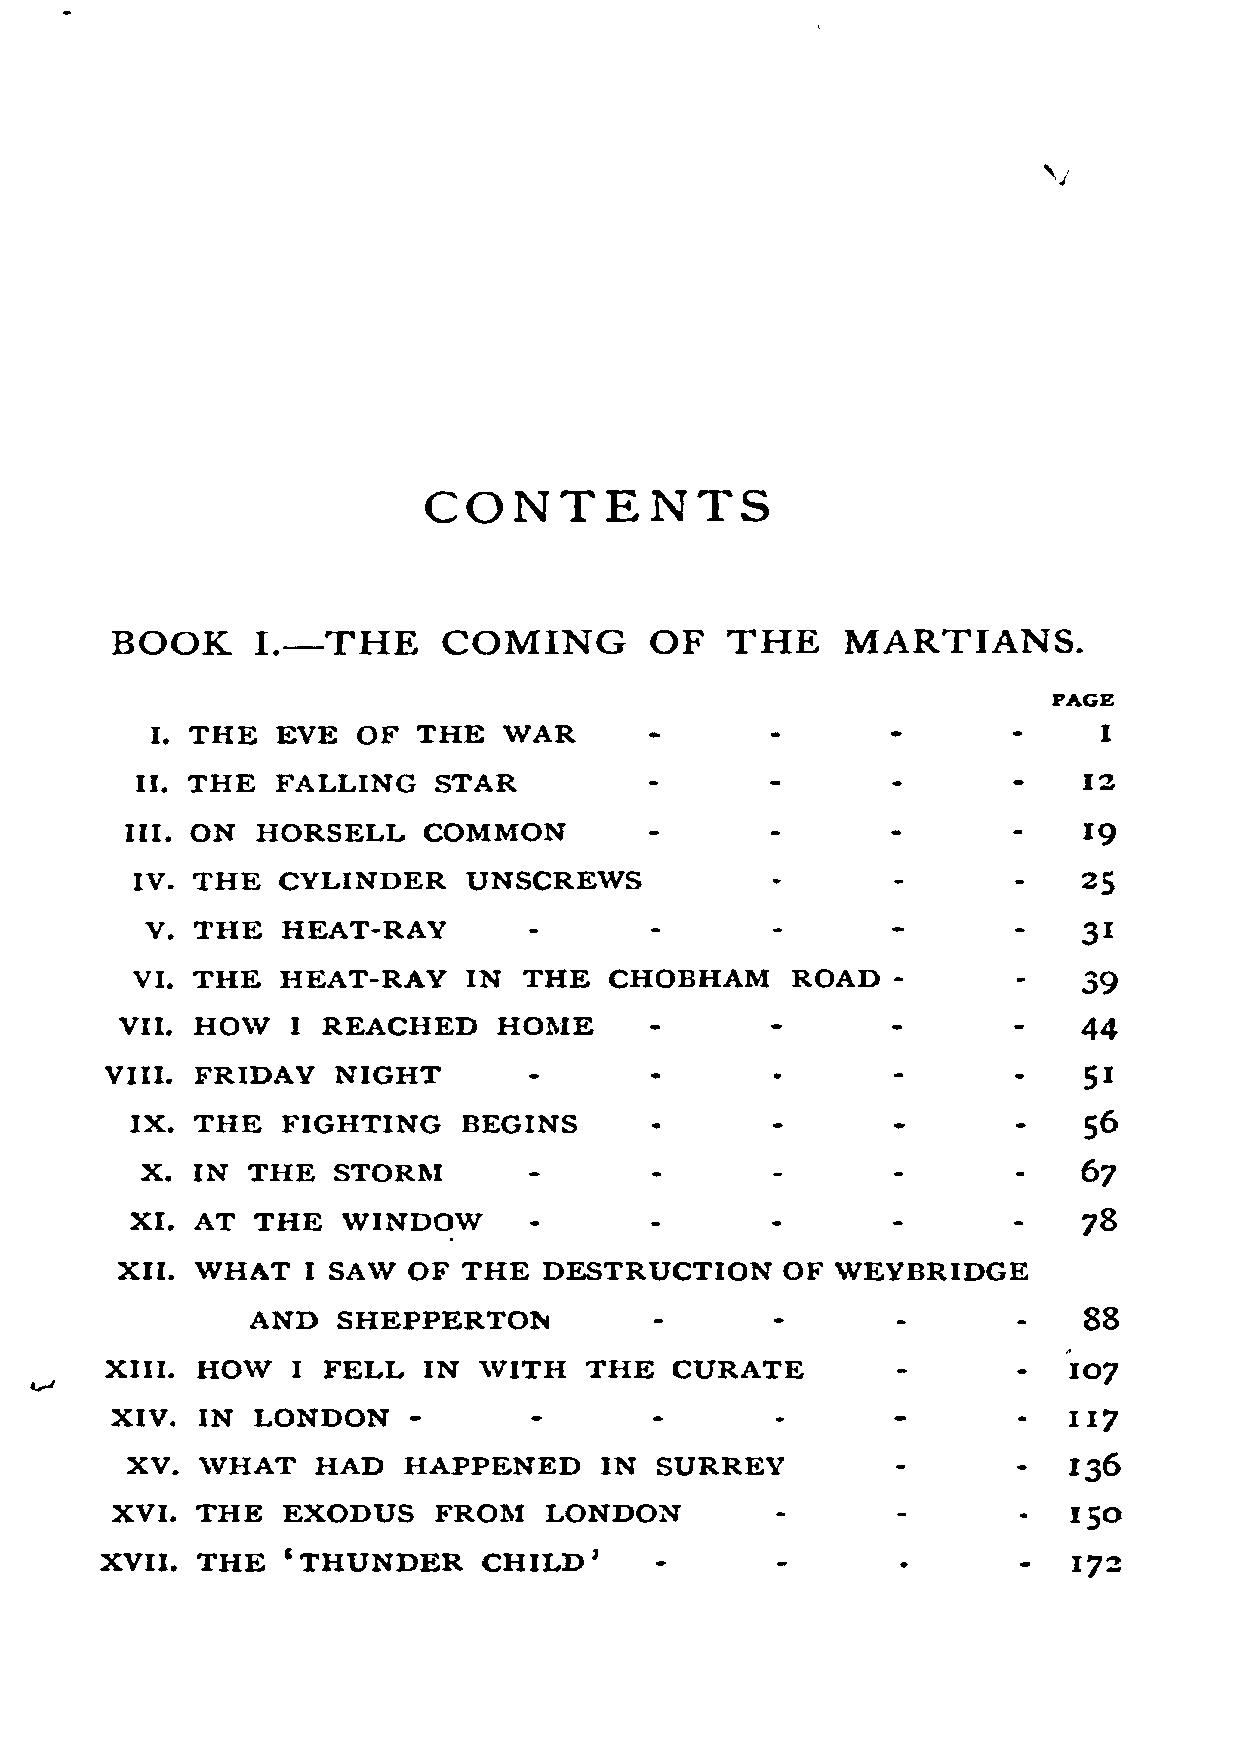 CONTENTS
BOOK I.—THE COMING OF THE MARTIANS.
PAGE
I. THE EVE OF THE WAR - - - - 1
II. THE FALLING STAR - - - - 12
III. ON HORSELL COMMON - - - - 19
IV. THE CYLINDER UNSCREWS - - - 25
V. THE HEAT-RAY - - - - - 31
VI. THE HEAT-RAY IN THE CHOBHAM ROAD - - 39
VII. HOW I REACHED HOME - - - - 44
VIII. FRIDAY NIGHT - - - - - 51
IX. THE FIGHTING BEGINS - - - - 56
X. IN THE STORM - - - - - 67
XI. AT THE WINDOW - - - - - 78
XII. WHAT I SAW OF THE DESTRUCTION OF WEYBRIDGE
AND SHEPPERTON - - - - 88
XIII. HOW I FELL IN WITH THE CURATE - - 107
XIV. IN LONDON - - - - - - 117
XV. WHAT HAD HAPPENED IN SURREY - - 136
XVI. THE EXODUS FROM LONDON - - - 150
XVII. THE 'THUNDER CHILD' - - - - 172